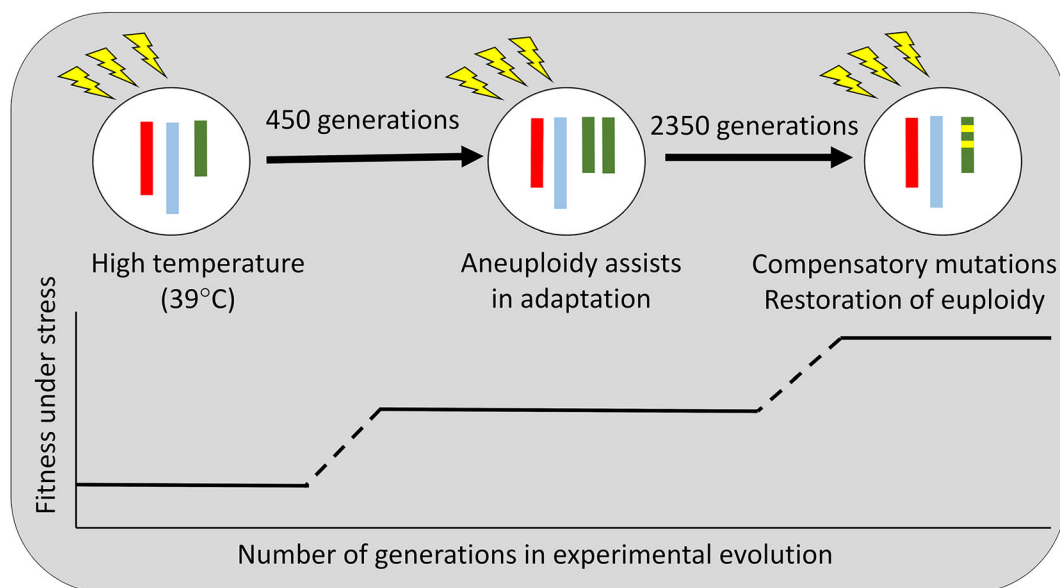 450 generations
2350 generations
High temperature
(39°C)
Aneuploidy assists
in adaptation
Compensatory mutations
Restoration of euploidy
Fitness under stress
Number of generations in experimental evolution